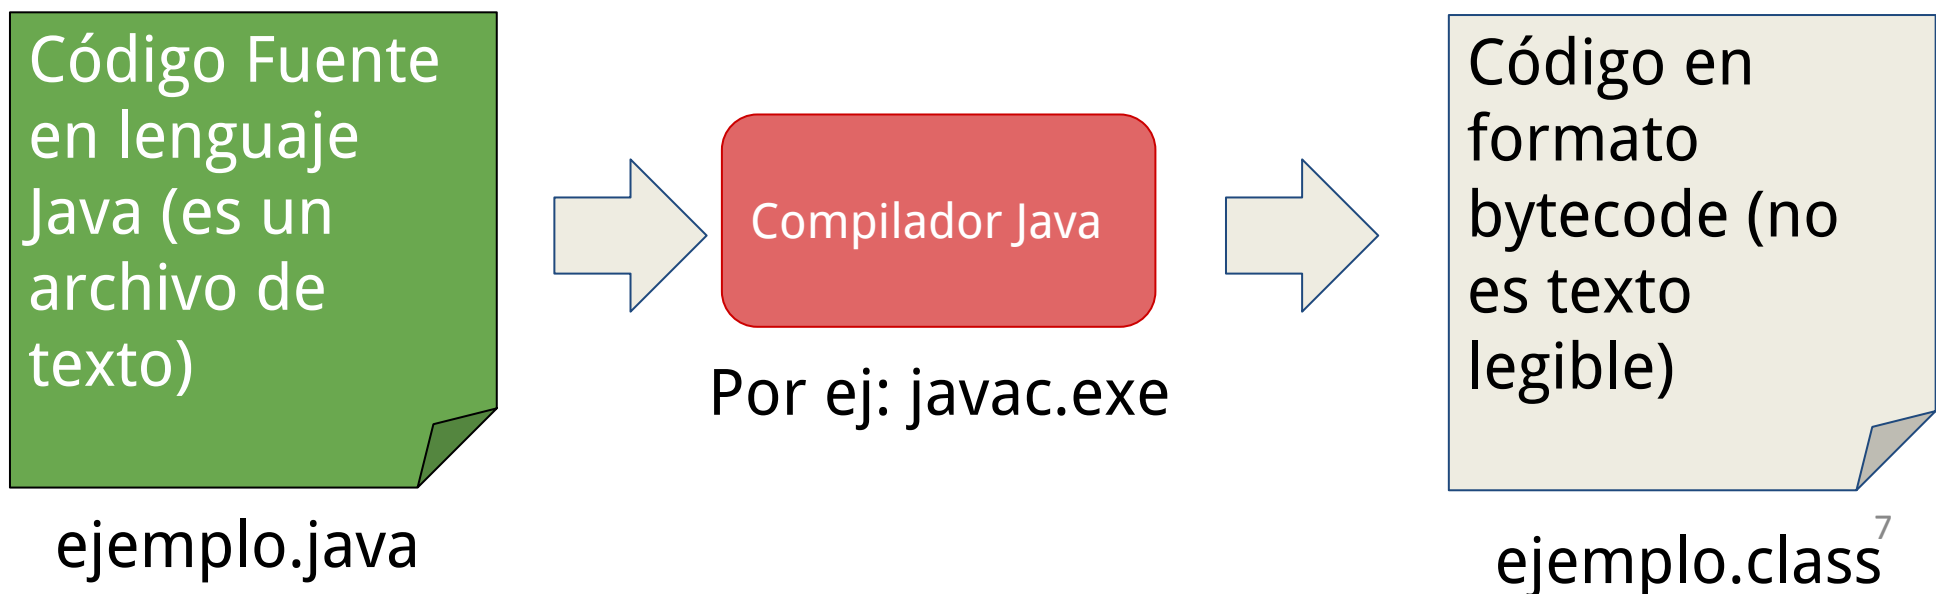 Código Fuente
en lenguaje
Java (es un
archivo de
texto)
ejemplo.java
Compilador Java
Por ej: javac.exe
Código en
formato
bytecode (no
es texto
legible)
7
ejemplo.class